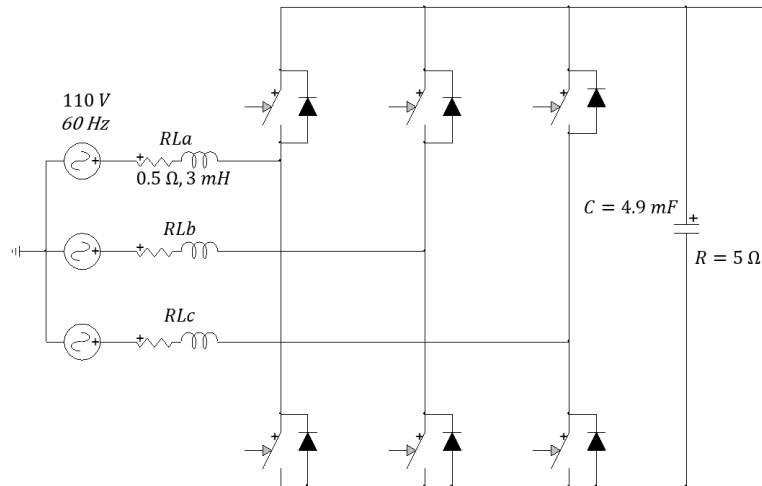 110 V
60 Hz
RLa
0.5 Ω, 3 mH
RLb
RLc
C = 4.9 mF
R = 5 Ω